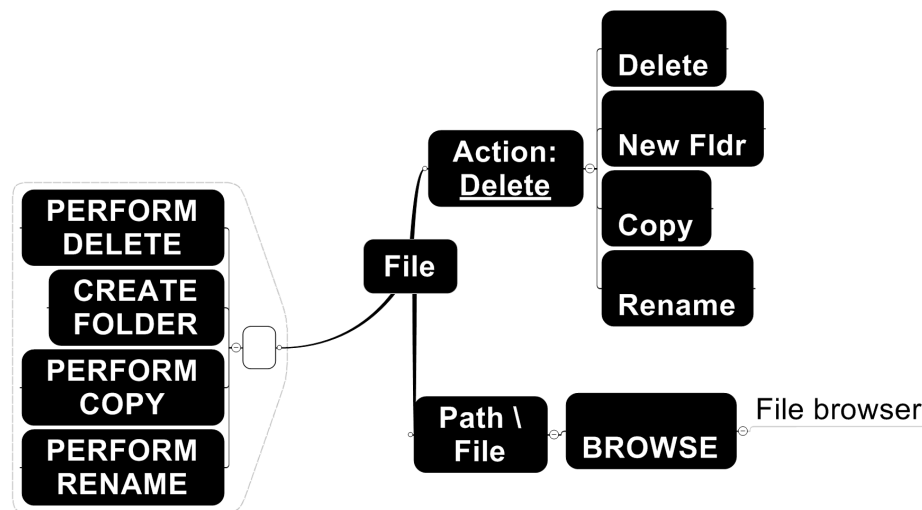 PERFORM
DELETE
CREATE
FOLDER
PERFORM
COPY
PERFORM
RENAME
File
Action:
Delete
Delete
New Fldr
Copy
Rename
Path \
File
BROWSE
File browser